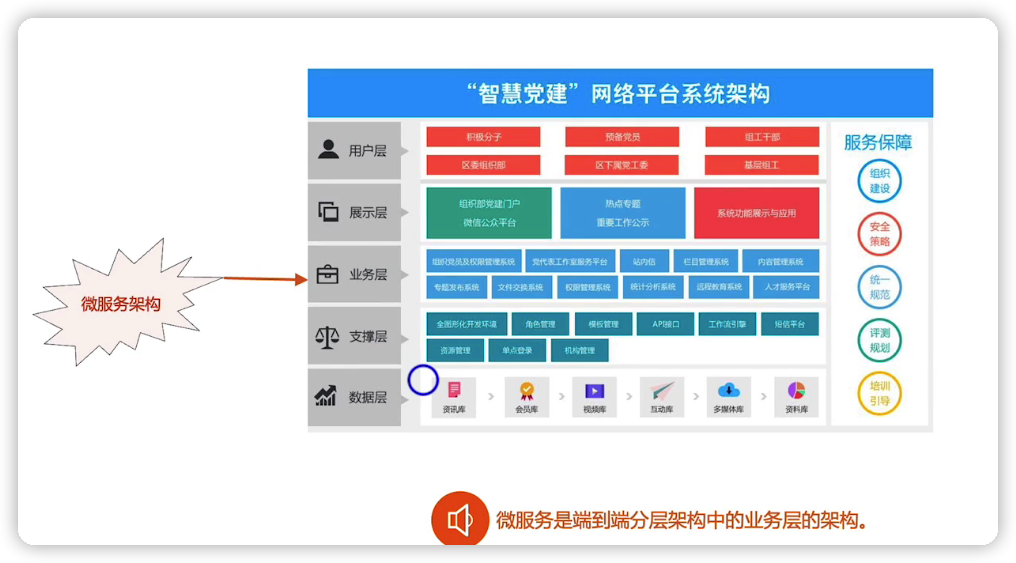 “智慧党建”网络平台系统架构
用户层
积极分子
预备党员
组工干部
区委组织部
区下属党工委
基层组工
展示层
组织部党建门户
微信公众平台
热点专题
重要工作公示
系统功能展示与应用
业务层
组织党员及权限管理系统
党代表工作室服务平台
站内信
栏目管理系统
内容管理系统
专题发布系统
文件交换系统
权限管理系统
统计分析系统
远程教育系统
人才服务平台
支撑层
全图形化开发环境
角色管理
模板管理
API接口
工作流引擎
短信平台
资源管理
单点登录
机构管理
数据层
资讯库
会员库
视频库
互动库
多媒体库
资料库
服务保障
组织
建设
安全
策略
统一
规范
评测
规划
培训
引导
微服务架构
微服务是端到端分层架构中的业务层的架构。